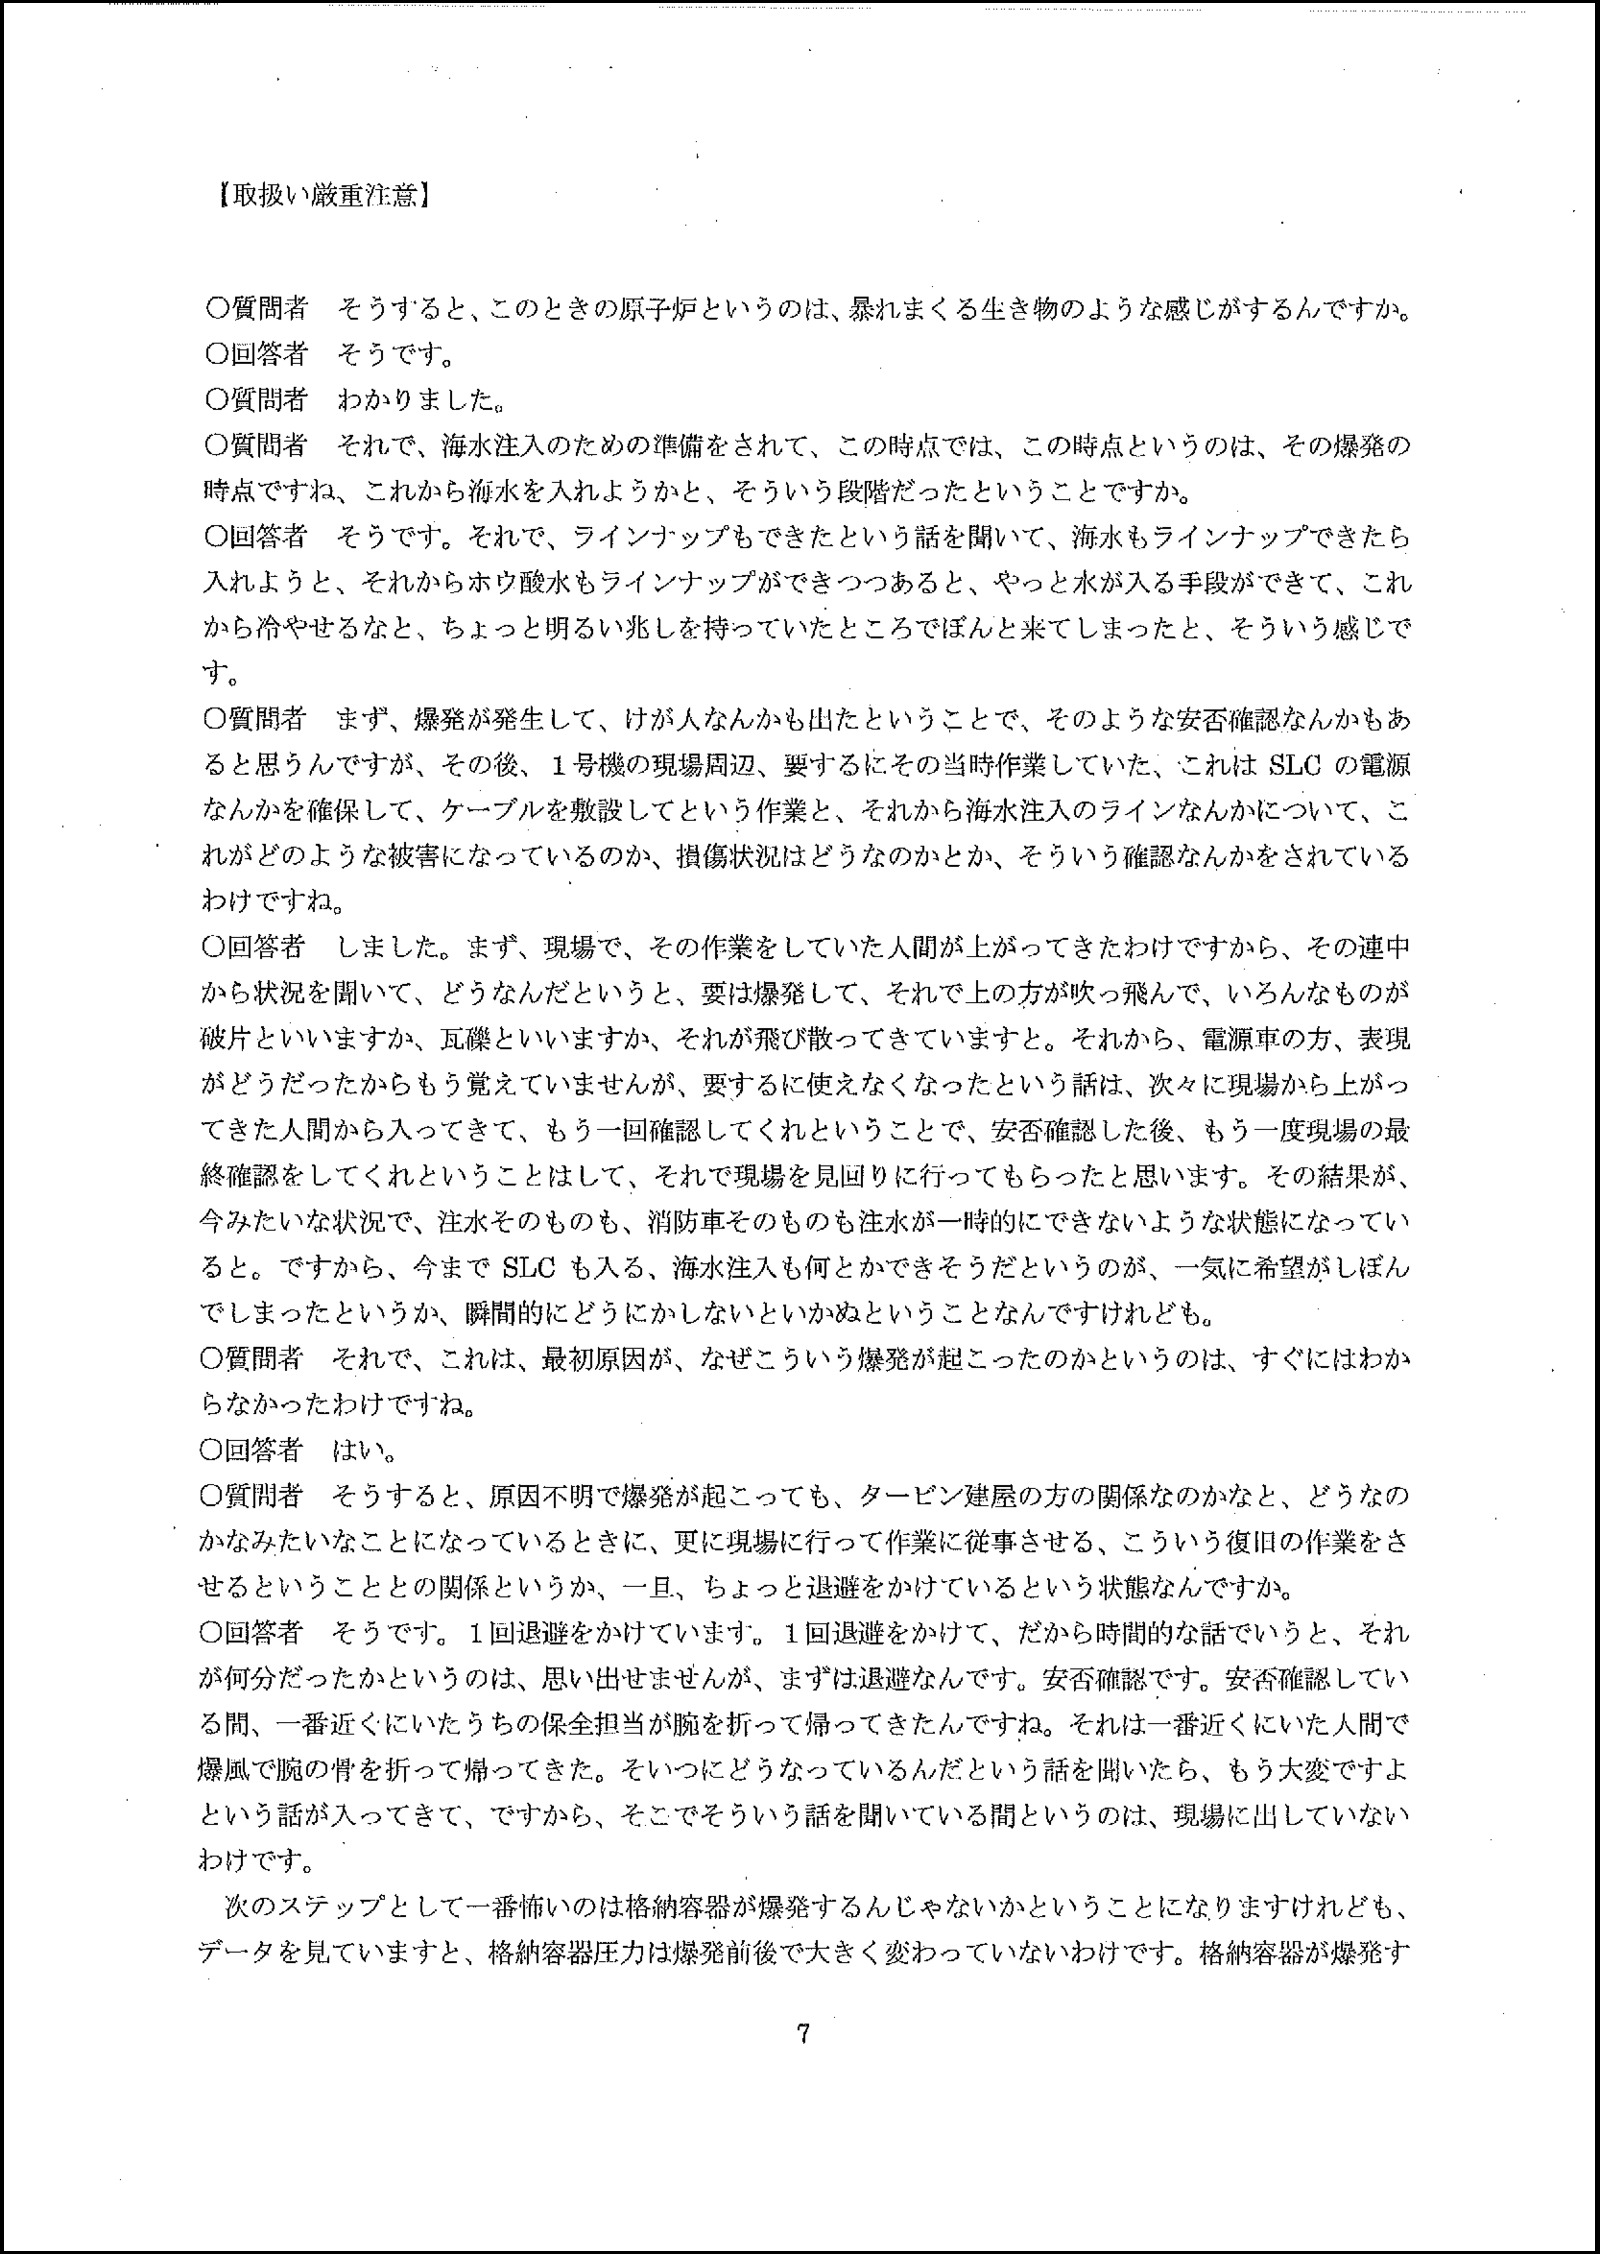 【取扱い厳重注意】
○質問者　そうすると、このときの原子炉というのは、暴れまくる生き物のような感じがするんですか。
○回答者　そうです。
○質問者　わかりました。
○質問者　それで、海水注入のための準備をされて、この時点では、この時点というのは、その爆発の
時点ですね、これから海水を入れようかと、そういう段階だったということですか。
○回答者　そうです。それで、ラインナップもできたという話を聞いて、海水もラインナップできたら
入れようと、それからホウ酸水もラインナップができつつあると、やっと水が入る手段ができて、これ
から冷やせるなと、ちょっと明るい兆しを持っていたところでぼんと来てしまったと、そういう感じで
す。
○質問者　まず、爆発が発生して、けが人なんかも出たということで、そのような安否確認なんかもあ
ると思うんですが、その後、１号機の現場周辺、要するにその当時作業していた、これは SLC の電源
なんかを確保して、ケーブルを敷設してという作業と、それから海水注入のラインなんかについて、こ
れがどのような被害になっているのか、損傷状況はどうなのかとか、そういう確認なんかをされている
わけですね。
○回答者　しました。まず、現場で、その作業をしていた人間が上がってきたわけですから、その連中
から状況を聞いて、どうなんだというと、要は爆発して、それで上の方が吹っ飛んで、いろんなものが
破片といいますか、瓦礫といいますか、それが飛び散ってきていますと。それから、電源車の方、表現
がどうだったからもう覚えていませんが、要するに使えなくなったという話は、次々に現場から上がっ
てきた人間から入ってきて、もう一回確認してくれということで、安否確認した後、もう一度現場の最
終確認をしてくれということはして、それで現場を見回りに行ってもらったと思います。その結果が、
今みたいな状況で、注水そのものも、消防車そのものも注水が一時的にできないような状態になってい
ると。ですから、今まで SLC も入る、海水注入も何とかできそうだというのが、一気に希望がしぼん
でしまったというか、瞬間的にどうにかしないといかぬということなんですけれども。
○質問者　それで、これは、最初原因が、なぜこういう爆発が起こったのかというのは、すぐにはわか
らなかったわけですね。
○回答者　はい。
○質問者　そうすると、原因不明で爆発が起こっても、タービン建屋の方の関係なのかなと、どうなの
かなみたいなことになっているときに、更に現場に行って作業に従事させる、こういう復旧の作業をさ
せるということとの関係というか、一旦、ちょっと退避をかけているという状態なんですか。
○回答者　そうです。１回退避をかけています。１回退避をかけて、だから時間的な話でいうと、それ
が何分だったかというのは、思い出せませんが、まずは退避なんです。安否確認です。安否確認してい
る間、一番近くにいたうちの保全担当が腕を折って帰ってきたんですね。それは一番近くにいた人間で
爆風で腕の骨を折って帰ってきた。そいつにどうなっているんだという話を聞いたら、もう大変ですよ
という話が入ってきて、ですから、そこでそういう話を聞いている間というのは、現場に出していない
わけです。
　次のステップとして一番怖いのは格納容器が爆発するんじゃないかということになりますけれども、
データを見ていますと、格納容器圧力は爆発前後で大きく変わっていないわけです。格納容器が爆発す
7